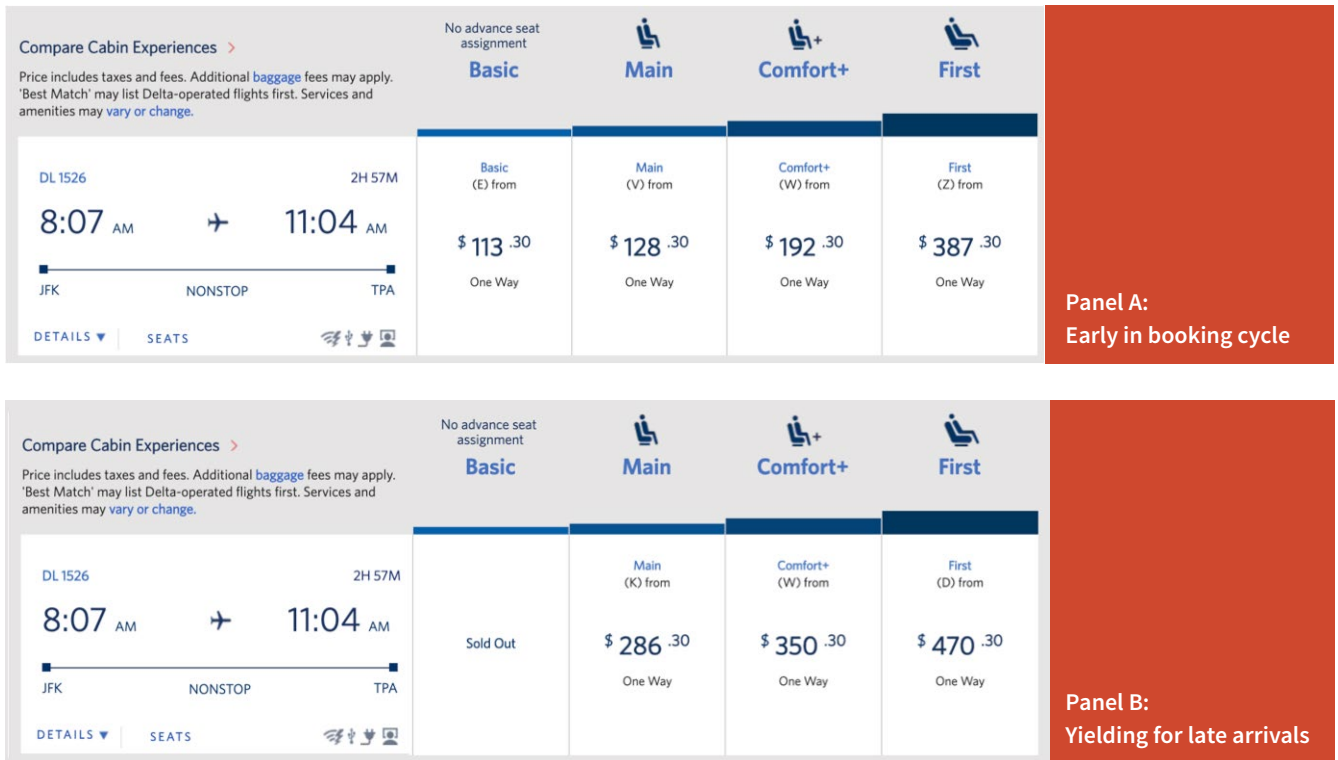 Compare Cabin Experiences >
Price includes taxes and fees. Additional baggage fees may apply.
'Best Match' may list Delta-operated flights first. Services and
amenities may vary or change.
No advance seat
assignment
Basic
Main
Comfort+
First
DL 1526 2H 57M
8:07 AM 11:04 AM
JFK NONSTOP TPA
DETAILS ▼ SEATS
Basic
(E) from
$113.30
One Way
Main
(V) from
$128.30
One Way
Comfort+
(W) from
$192.30
One Way
First
(Z) from
$387.30
One Way
Panel A:
Early in booking cycle
Compare Cabin Experiences >
Price includes taxes and fees. Additional baggage fees may apply.
'Best Match' may list Delta-operated flights first. Services and
amenities may vary or change.
No advance seat
assignment
Basic
Main
Comfort+
First
DL 1526 2H 57M
8:07 AM 11:04 AM
JFK NONSTOP TPA
DETAILS ▼ SEATS
Sold Out
Main
(K) from
$286.30
One Way
Comfort+
(W) from
$350.30
One Way
First
(D) from
$470.30
One Way
Panel B:
Yielding for late arrivals